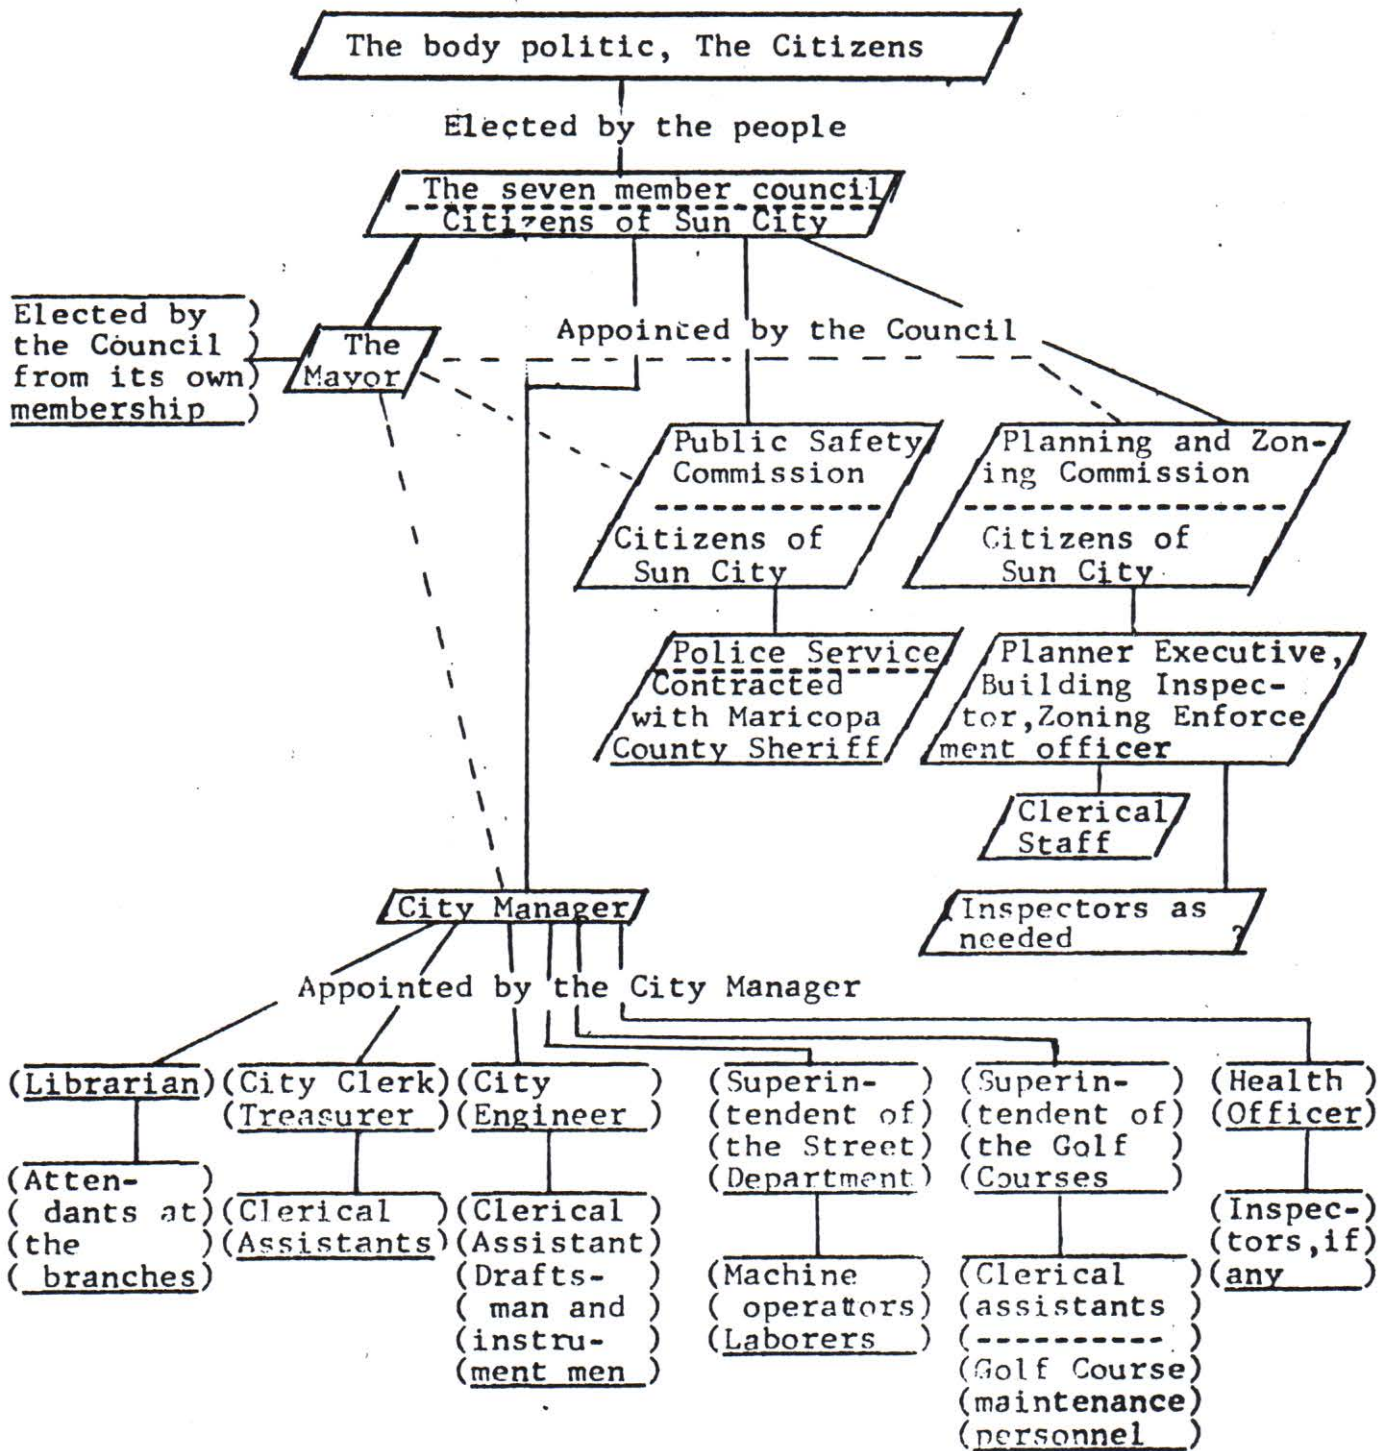 The body politic, The Citizens
Elected by the people
The seven member council
Citizens of Sun City
Elected by
the Council
from its own
membership
The
Mayor
Appointed by the Council
Public Safety
Commission
Citizens of
Sun City
Planning and Zon-
ing Commission
Citizens of
Sun City
Police Service
Contracted
with Maricopa
County Sheriff
Planner Executive,
Building Inspec-
tor,Zoning Enforce
ment officer
Clerical
Staff
Inspectors as
needed ?
City Manager
Appointed by the City Manager
(Librarian)
(Atten- )
( dants at)
(the )
( branches)
(City Clerk)
(Treasurer )
(Clerical )
(Assistants)
(City )
(Engineer )
(Clerical )
(Assistant)
(Drafts- )
( man and )
(instru- )
(ment men )
(Superin- )
(tendent of)
(the Street)
(Department)
(Machine )
( operators)
(Laborers )
(Superin- )
(tendent of)
(the Golf )
(Courses )
(Clerical )
(assistants )
(---------- )
(Golf Course)
(maintenance)
(personnel )
(Health )
(Officer)
(Inspec-)
(tors,if)
(any )